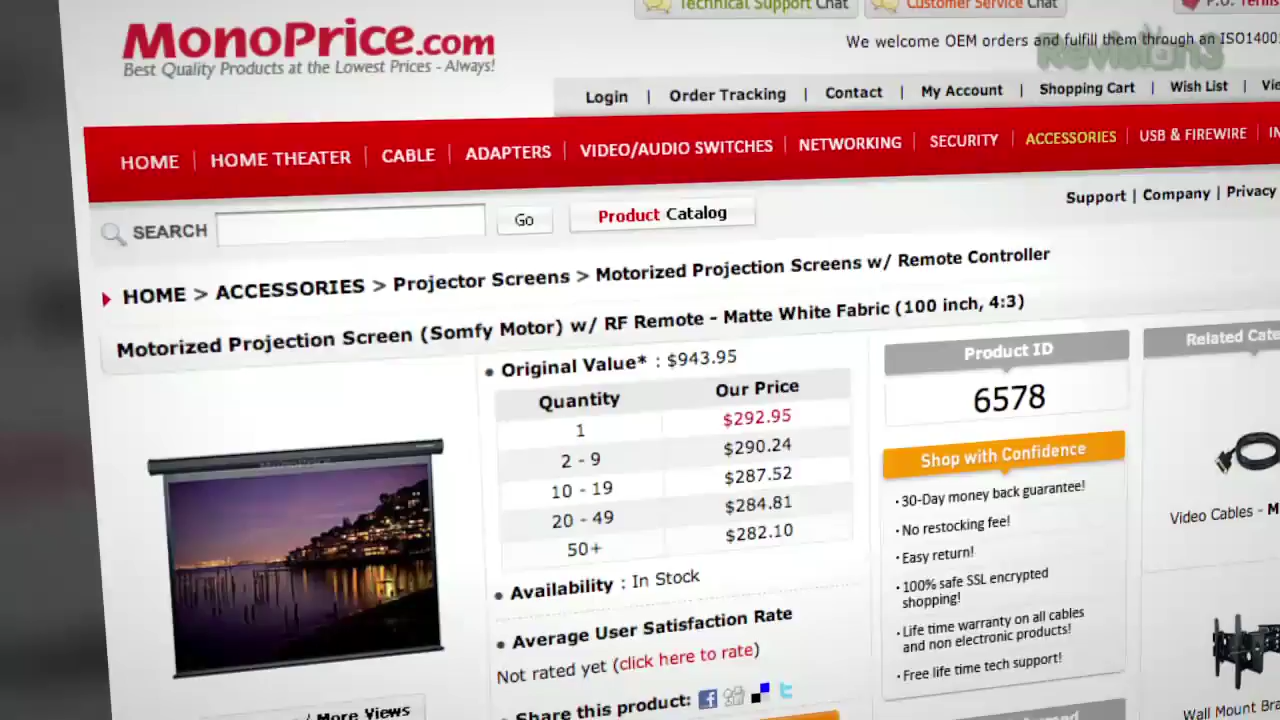 Technical Support Chat
Customer Service Chat
P.O. Terms
MonoPrice.com
Best Quality Products at the Lowest Prices - Always!
We welcome OEM orders and fulfill them through an ISO1400
Revision3
Login | Order Tracking | Contact | My Account | Shopping Cart | Wish List |
HOME | HOME THEATER | CABLE | ADAPTERS | VIDEO/AUDIO SWITCHES | NETWORKING | SECURITY | ACCESSORIES | USB & FIREWIRE |
Support | Company | Privacy
SEARCH
Go
Product Catalog
HOME > ACCESSORIES > Projector Screens > Motorized Projection Screens w/ Remote Controller
Motorized Projection Screen (Somfy Motor) w/ RF Remote - Matte White Fabric (100 inch, 4:3)
Original Value* : $943.95
Quantity Our Price
1 $292.95
2 - 9 $290.24
10 - 19 $287.52
20 - 49 $284.81
50+ $282.10
Availability : In Stock
Average User Satisfaction Rate
Not rated yet (click here to rate)
Share this product:
/ More Views
Product ID
6578
Shop with Confidence
· 30-Day money back guarantee!
· No restocking fee!
· Easy return!
· 100% safe SSL encrypted
shopping!
· Life time warranty on all cables
and non electronic products!
· Free life time tech support!
Related Cate
Video Cables - M
Wall Mount Bra